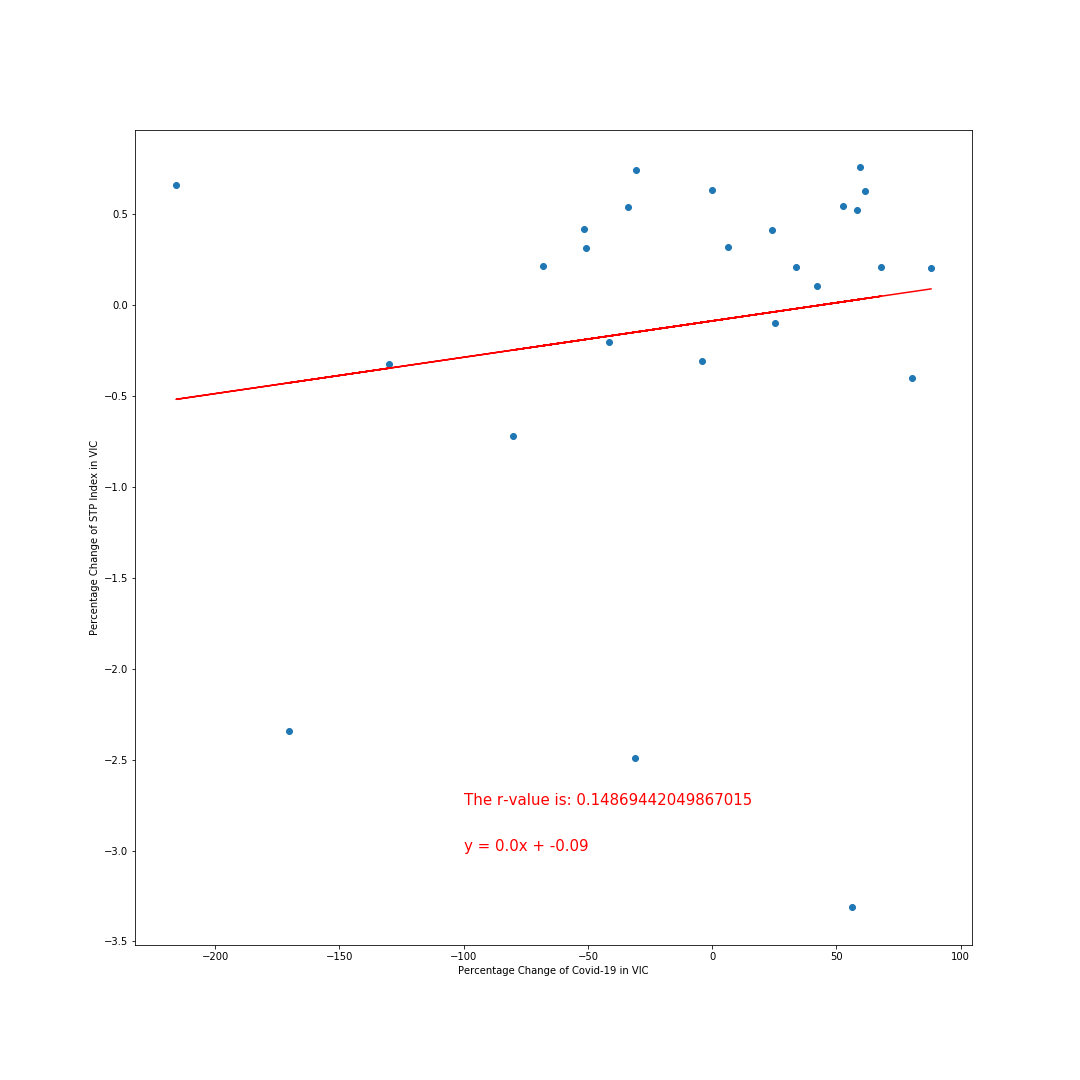 0.5
0.0
−0.5
−1.0
−1.5
−2.0
−2.5
−3.0
−3.5
Percentage Change of STP Index in VIC
The r-value is: 0.14869442049867015
y = 0.0x + -0.09
−200 −150 −100 −50 0 50 100
Percentage Change of Covid-19 in VIC